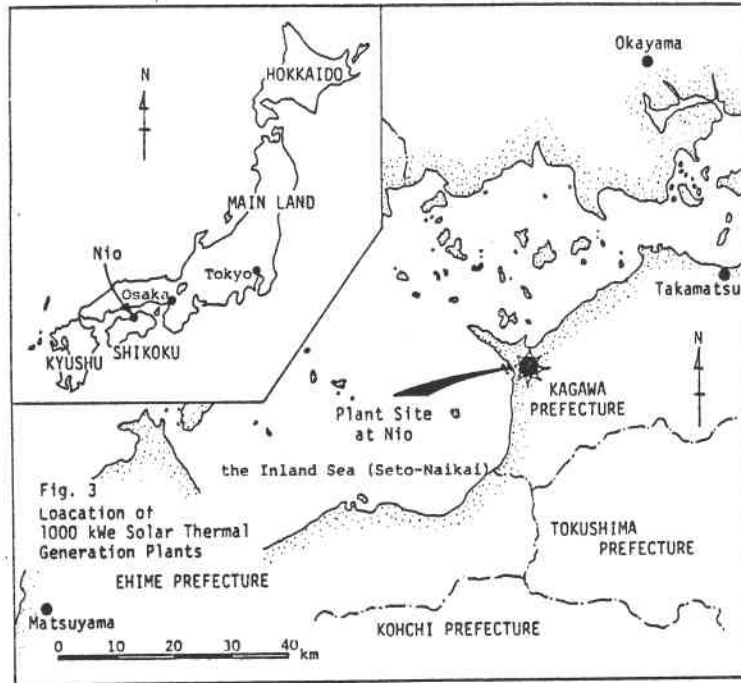 N
HOKKAIDO
MAIN LAND
Nio
Tokyo
Osaka
SHIKOKU
KYUSHU
Okayama
Takamatsu
N
KAGAWA
PREFECTURE
Plant Site
at Nio
the Inland Sea (Seto-Naikai)
Fig. 3
Loacation of
1000 kWe Solar Thermal
Generation Plants
TOKUSHIMA
PREFECTURE
EHIME PREFECTURE
Matsuyama
KOHCHI PREFECTURE
0 10 20 30 40
km